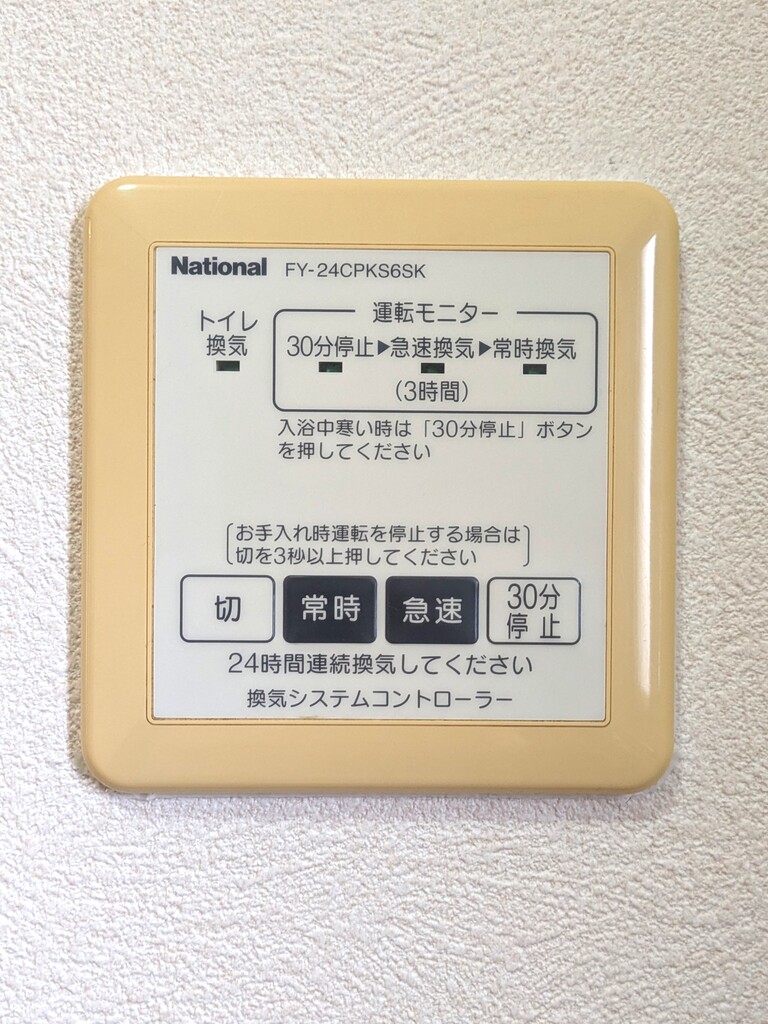 National FY-24CPKS6SK
運転モニター
トイレ
換気
30分停止▶急速換気▶常時換気
(3時間)
入浴中寒い時は「30分停止」ボタン
を押してください
お手入れ時運転を停止する場合は
切を3秒以上押してください
切
常時
急速
30分
停止
24時間連続換気してください
換気システムコントローラー